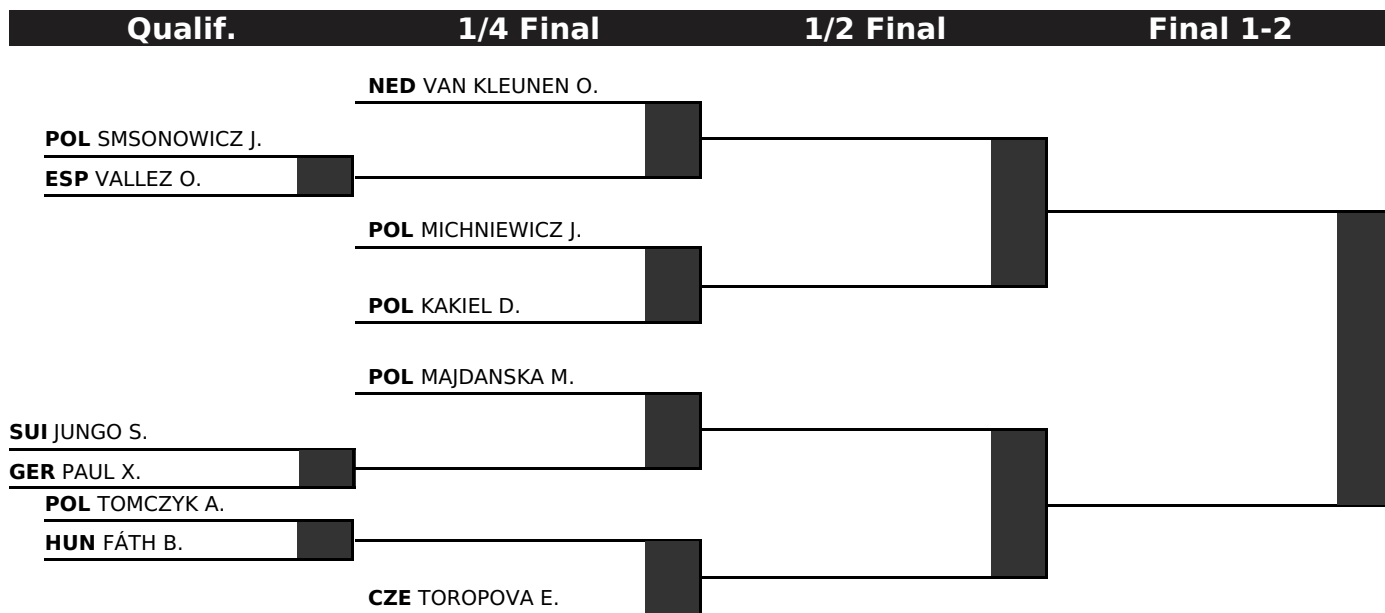 Qualif. 1/4 Final 1/2 Final Final 1-2
NED VAN KLEUNEN O.
POL SMSONOWICZ J.
ESP VALLEZ O.
POL MICHNIEWICZ J.
POL KAKIEL D.
POL MAJDANSKA M.
SUI JUNGO S.
GER PAUL X.
POL TOMCZYK A.
HUN FÁTH B.
CZE TOROPOVA E.